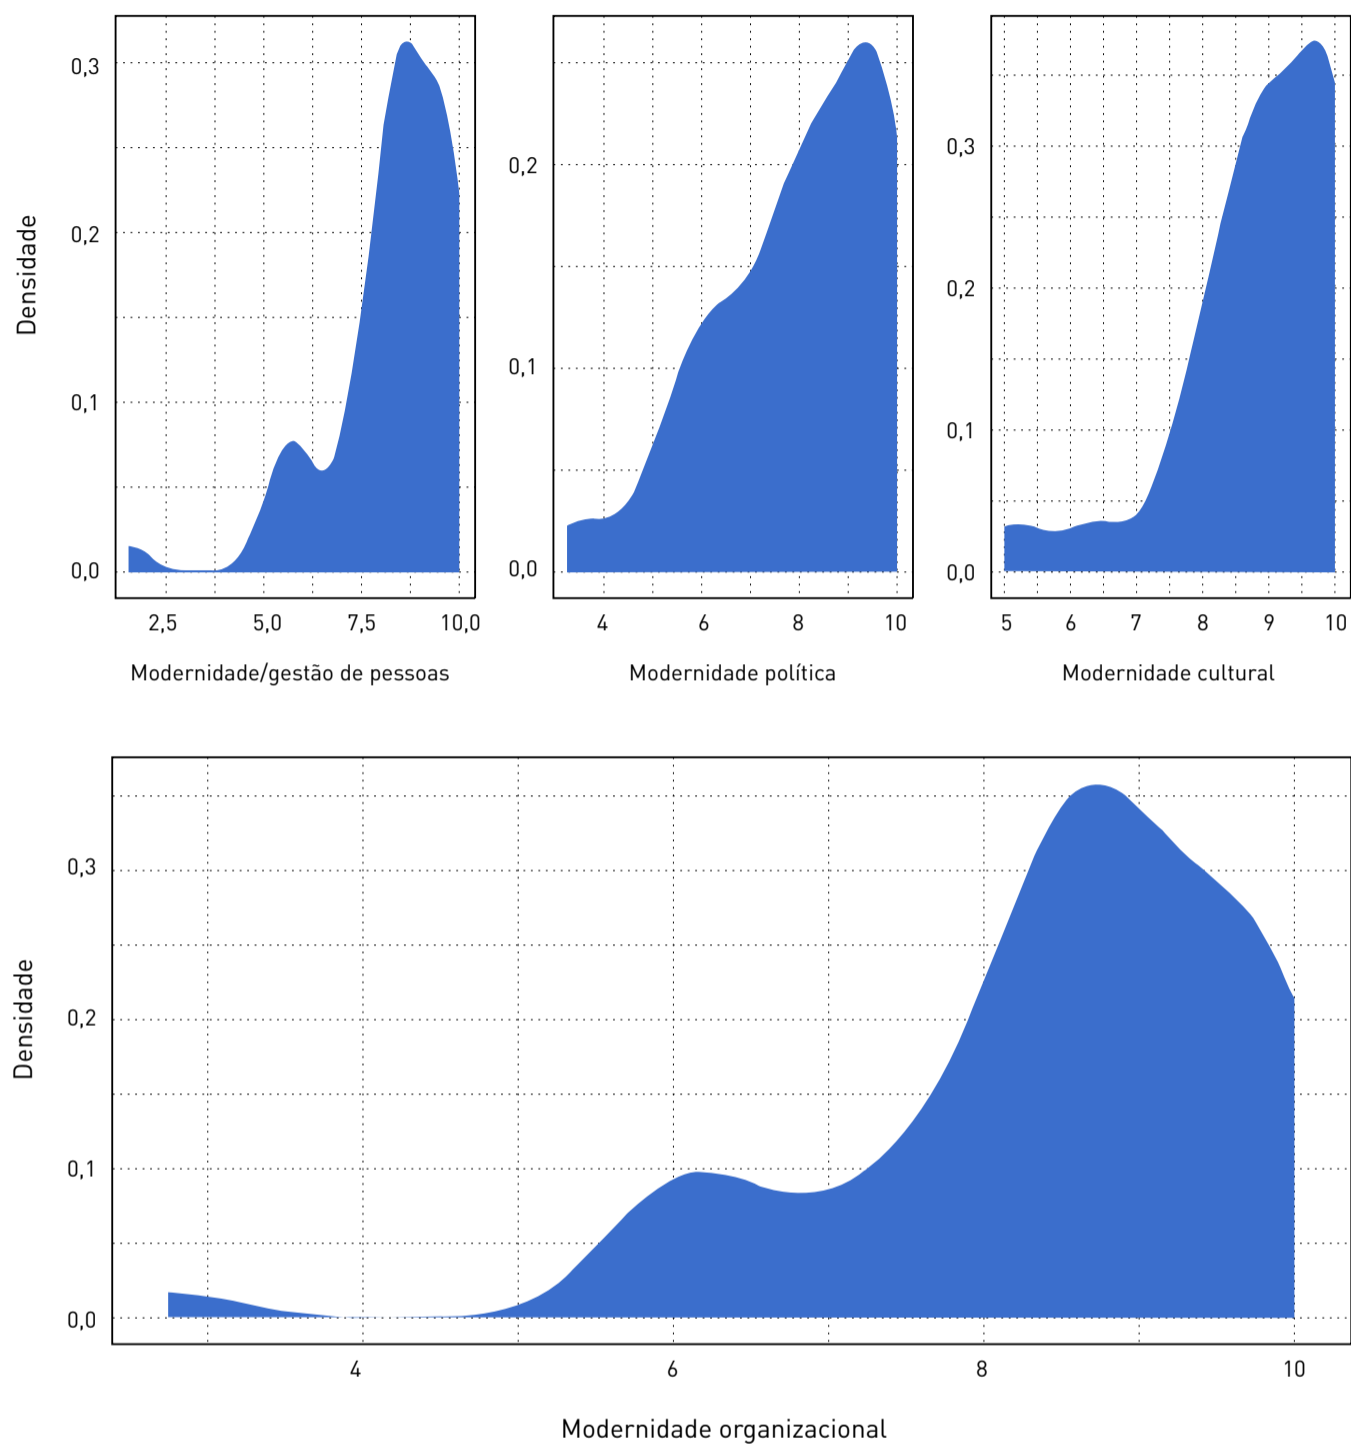 Densidade
0,3
0,2
0,1
0,0
2,5 5,0 7,5 10,0
Modernidade/gestão de pessoas
0,2
0,1
0,0
4 6 8 10
Modernidade política
0,3
0,2
0,1
0,0
5 6 7 8 9 10
Modernidade cultural
Densidade
0,3
0,2
0,1
0,0
4 6 8 10
Modernidade organizacional